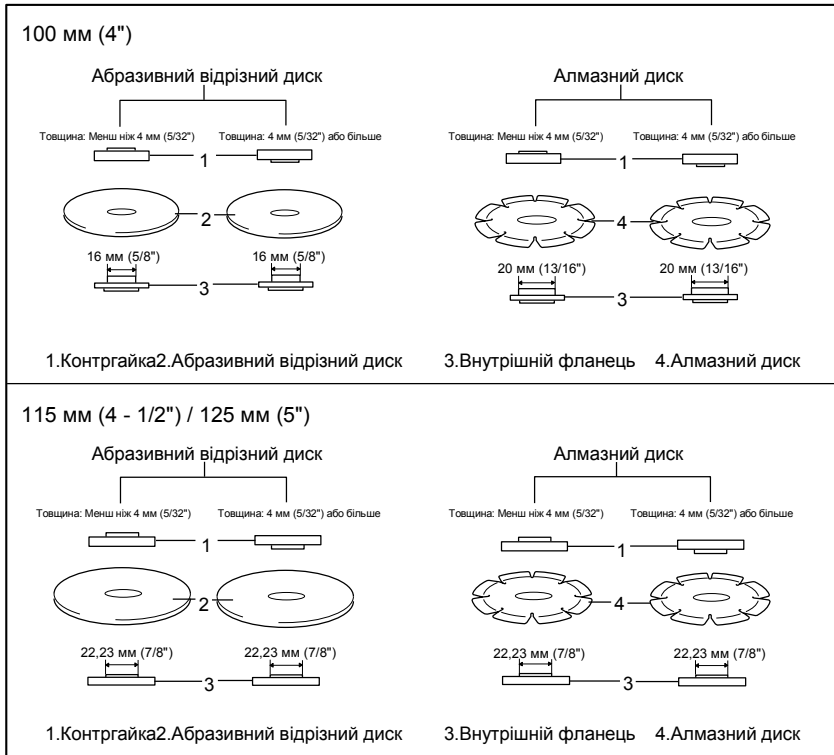 100 мм (4")
Абразивний відрізний диск Алмазний диск
Товщина: Менш ніж 4 мм (5/32") Товщина: 4 мм (5/32") або більше Товщина: Менш ніж 4 мм (5/32") Товщина: 4 мм (5/32") або більше
1 1
2 4
16 мм (5/8") 16 мм (5/8") 20 мм (13/16") 20 мм (13/16")
3 3
1.Контргайка2.Абразивний відрізний диск 3.Внутрішній фланець 4.Алмазний диск
115 мм (4 - 1/2") / 125 мм (5")
Абразивний відрізний диск Алмазний диск
Товщина: Менш ніж 4 мм (5/32") Товщина: 4 мм (5/32") або більше Товщина: Менш ніж 4 мм (5/32") Товщина: 4 мм (5/32") або більше
1 1
2 4
22,23 мм (7/8") 22,23 мм (7/8") 22,23 мм (7/8") 22,23 мм (7/8")
3 3
1.Контргайка2.Абразивний відрізний диск 3.Внутрішній фланець 4.Алмазний диск